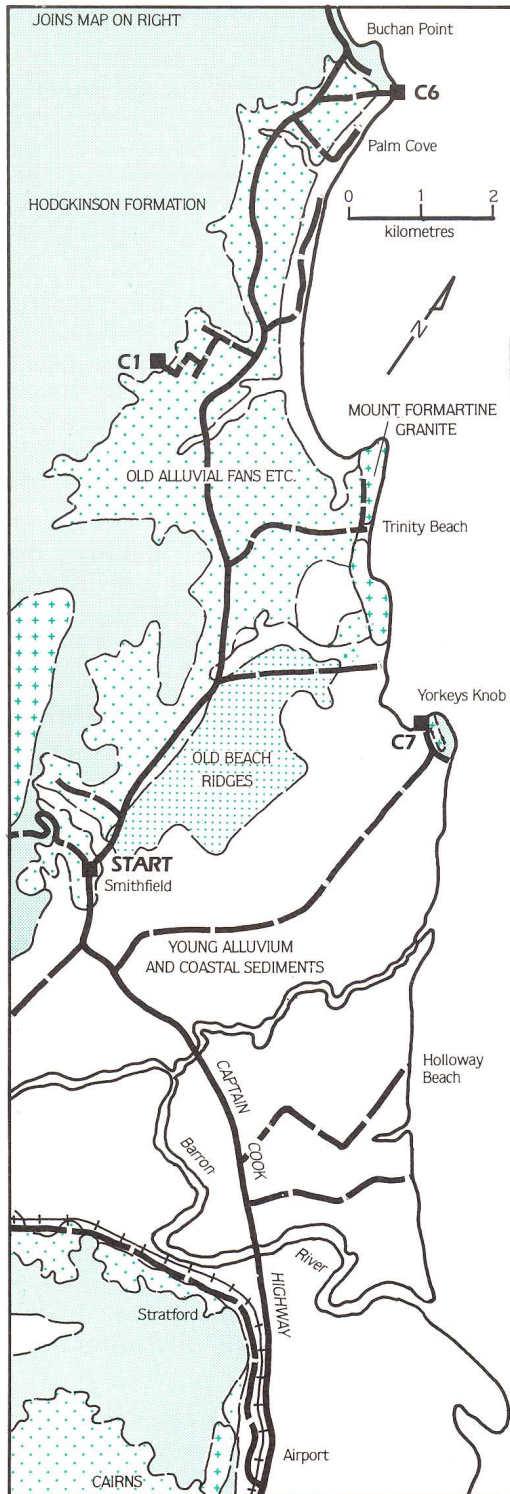 JOINS MAP ON RIGHT
Buchan Point
C6
Palm Cove
HODGKINSON FORMATION
0 1 2
kilometres
N
C1
MOUNT FORMARTINE
GRANITE
OLD ALLUVIAL FANS ETC.
Trinity Beach
Yorkeys Knob
C7
OLD BEACH
RIDGES
START
Smithfield
YOUNG ALLUVIUM
AND COASTAL SEDIMENTS
CAPTAIN
COOK
HIGHWAY
Holloway
Beach
Barron
River
Stratford
Airport
CAIRNS